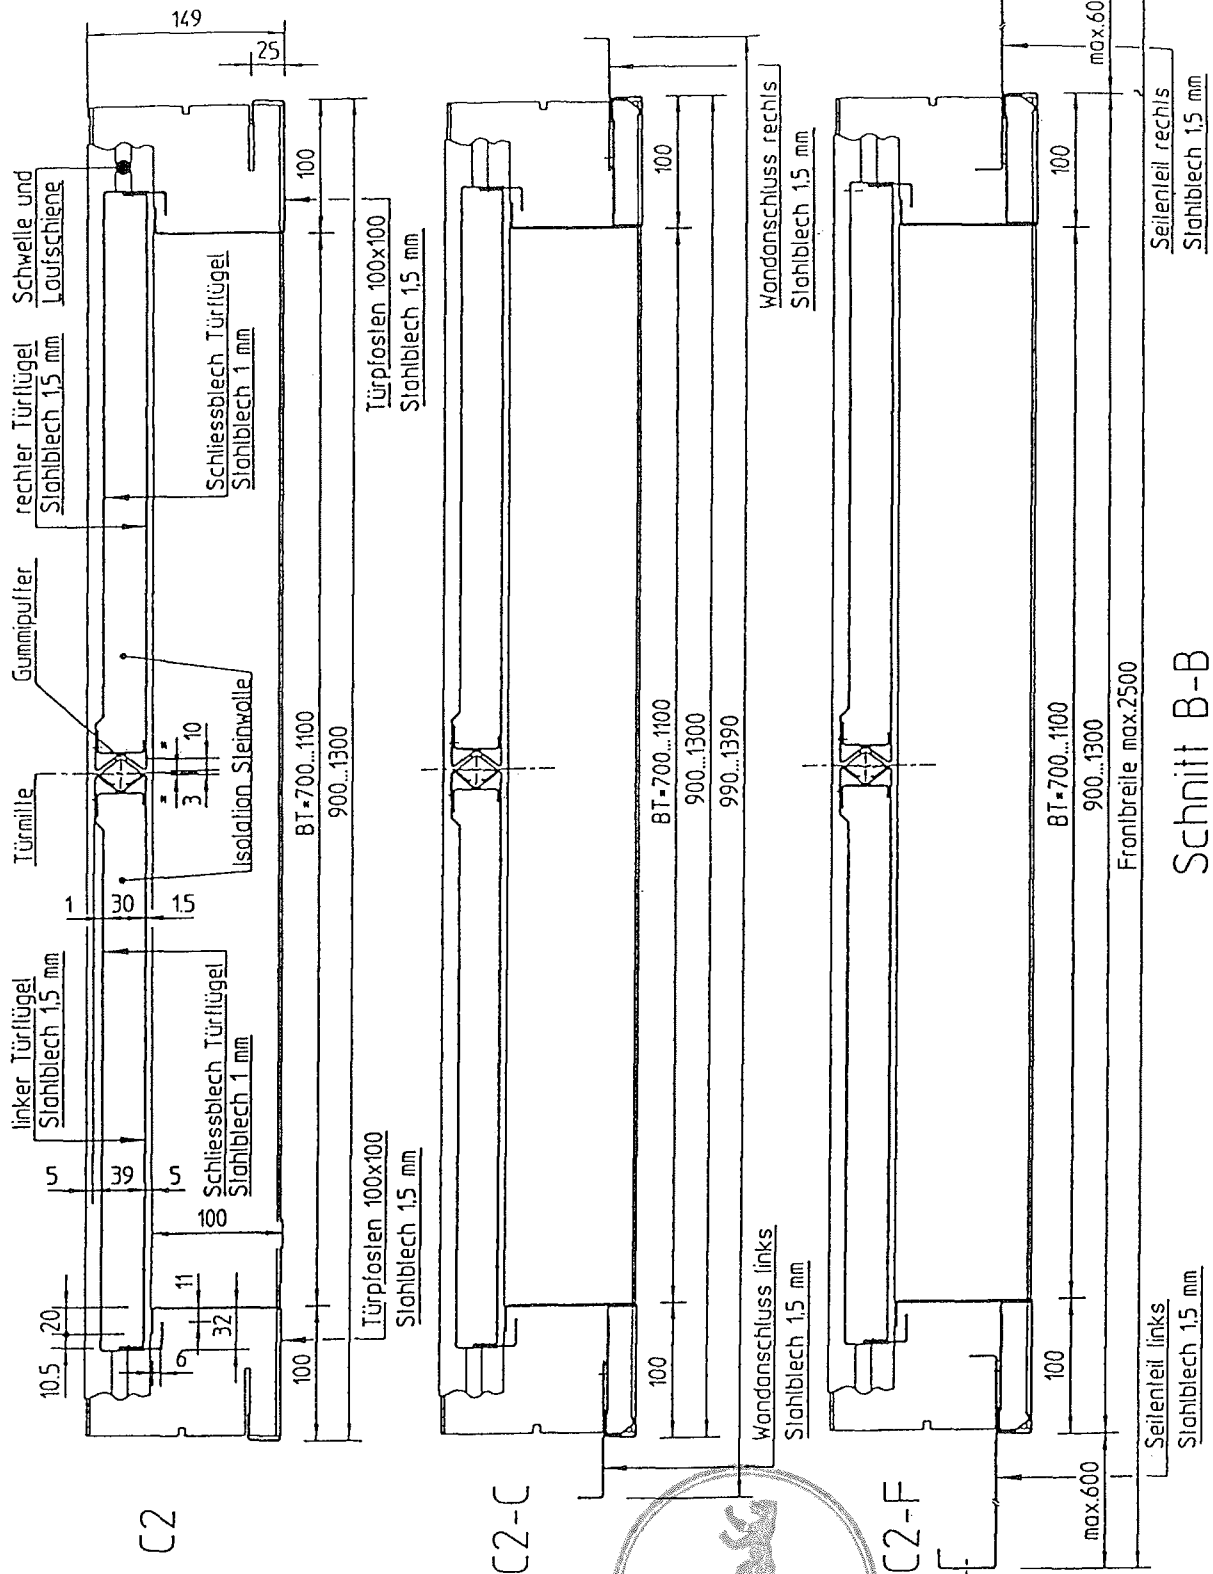 C2
linker Türflügel
Stahlblech 1,5 mm
Türmitte
Gummipuffer
rechter Türflügel
Stahlblech 1,5 mm
Schwelle und
Laufschiene
149
25
10.5
20
5
39
5
1
30
1.5
Schliessblech Türflügel
Stahlblech 1 mm
Isolation Steinwolle
Schliessblech Türflügel
Stahlblech 1 mm
6
11
32
100
3
10
100
BT=700...1100
100
900...1300
Türpfosten 100x100
Stahlblech 1,5 mm
Türpfosten 100x100
Stahlblech 1,5 mm
C2-C
100
BT=700...1100
100
900...1300
990...1390
Wandanschluss links
Stahlblech 1,5 mm
Wandanschluss rechts
Stahlblech 1,5 mm
C2-F
100
BT=700...1100
100
max.600
900...1300
max.60
Frontbreite max.2500
Seitenteil links
Stahlblech 1,5 mm
Seitenteil rechts
Stahlblech 1,5 mm
Schnitt B-B